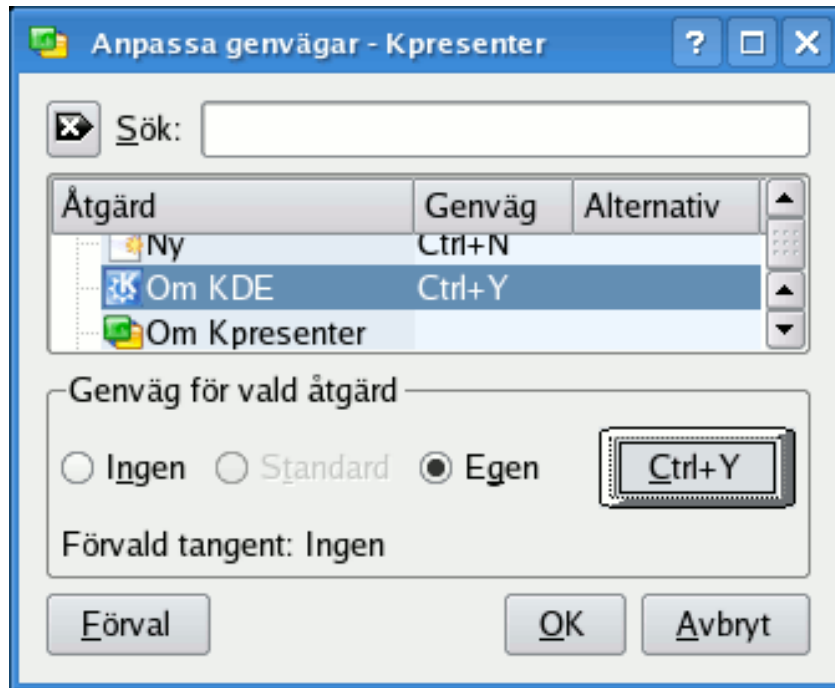 Anpassa genvägar - Kpresenter ?
Sök:
Åtgärd Genväg Alternativ
Ny Ctrl+N
Om KDE Ctrl+Y
Om Kpresenter
Genväg för vald åtgärd
Ingen Standard Egen Ctrl+Y
Förvald tangent: Ingen
Förval OK Avbryt